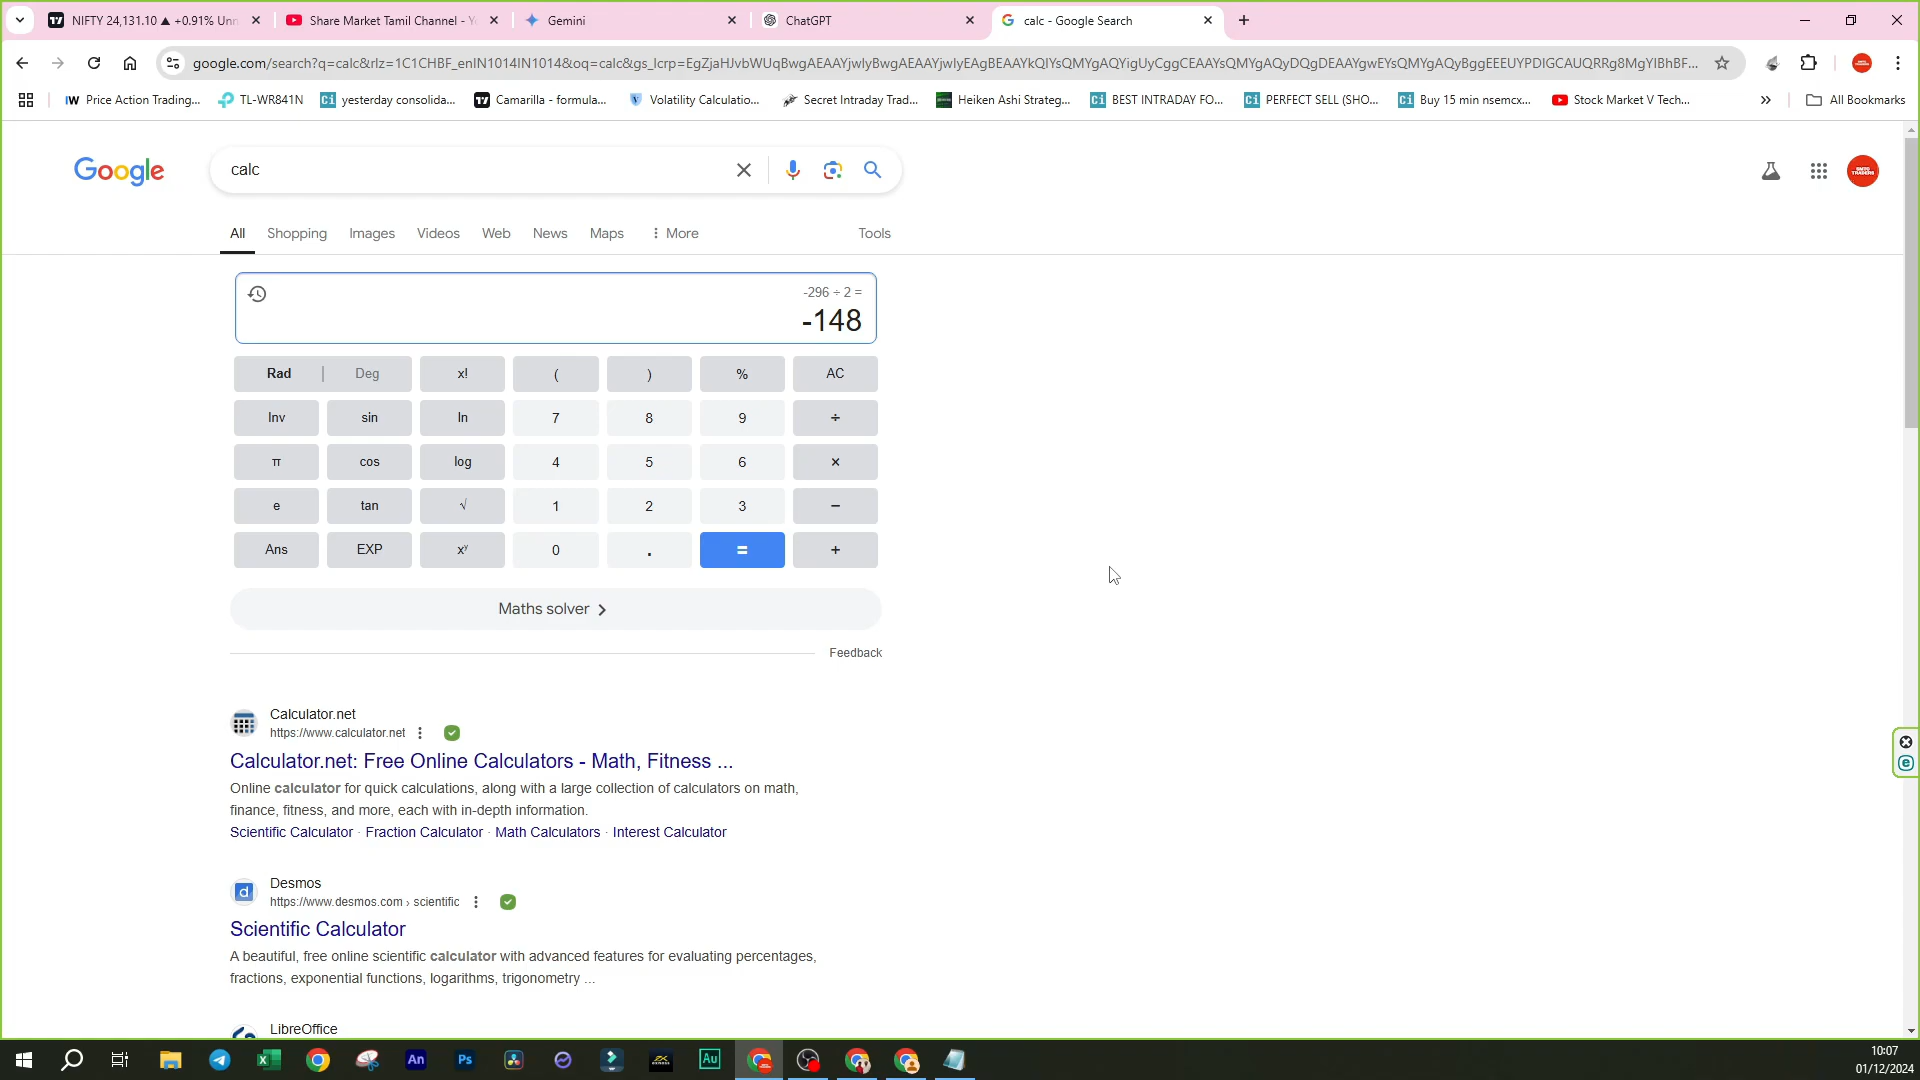 NIFTY 24,131.10 ▲ +0.91% Unn
Share Market Tamil Channel - Y
Gemini
ChatGPT
calc - Google Search
google.com/search?q=calc&rlz=1C1CHBF_enIN1014IN1014&oq=calc&gs_lcrp=
Price Action Trading...
TL-WR841N
Ci yesterday consolida...
Camarilla - formula...
Volatility Calculatio...
Secret Intraday Trad...
Heiken Ashi Strateg...
Ci BEST INTRADAY FO...
Ci PERFECT SELL (SHO...
Ci Buy 15 min nsemcx...
Stock Market V Tech...
»
All Bookmarks
Google
calc
All Shopping Images Videos Web News Maps More Tools
-296 ÷ 2 =
-148
Rad | Deg x! ( ) % AC
Inv sin ln 7 8 9 ÷
π cos log 4 5 6 ×
e tan √ 1 2 3 −
Ans EXP xʸ 0 . = +
Maths solver
Feedback
Calculator.net
https://www.calculator.net
Calculator.net: Free Online Calculators - Math, Fitness ...
Online calculator for quick calculations, along with a large collection of calculators on math,
finance, fitness, and more, each with in-depth information.
Scientific Calculator · Fraction Calculator · Math Calculators · Interest Calculator
Desmos
https://www.desmos.com › scientific
Scientific Calculator
A beautiful, free online scientific calculator with advanced features for evaluating percentages,
fractions, exponential functions, logarithms, trigonometry ...
LibreOffice
An Ps Au
10:07
01/12/2024